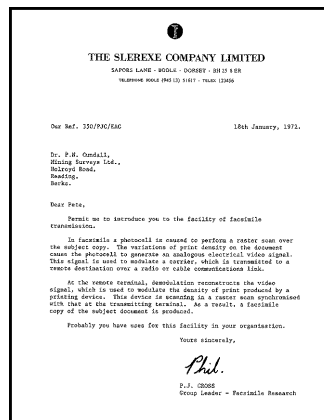 THE SLEREXE COMPANY LIMITED
SAPORS LANE - BOOLE - DORSET - BH 25 8 ER
TELEPHONE BOOLE (945 13) 51617 - TELEX 123456
Our Ref. 350/PJC/EAC 18th January, 1972.
Dr. P.N. Cundall,
Mining Surveys Ltd.,
Holroyd Road,
Reading,
Berks.
Dear Pete,
Permit me to introduce you to the facility of facsimile
transmission.
In facsimile a photocell is caused to perform a raster scan over
the subject copy. The variations of print density on the document
cause the photocell to generate an analogous electrical video signal.
This signal is used to modulate a carrier, which is transmitted to a
remote destination over a radio or cable communications link.
At the remote terminal, demodulation reconstructs the video
signal, which is used to modulate the density of print produced by a
printing device. This device is scanning in a raster scan synchronised
with that at the transmitting terminal. As a result, a facsimile
copy of the subject document is produced.
Probably you have uses for this facility in your organisation.
Yours sincerely,
Phil.
P.J. CROSS
Group Leader - Facsimile Research